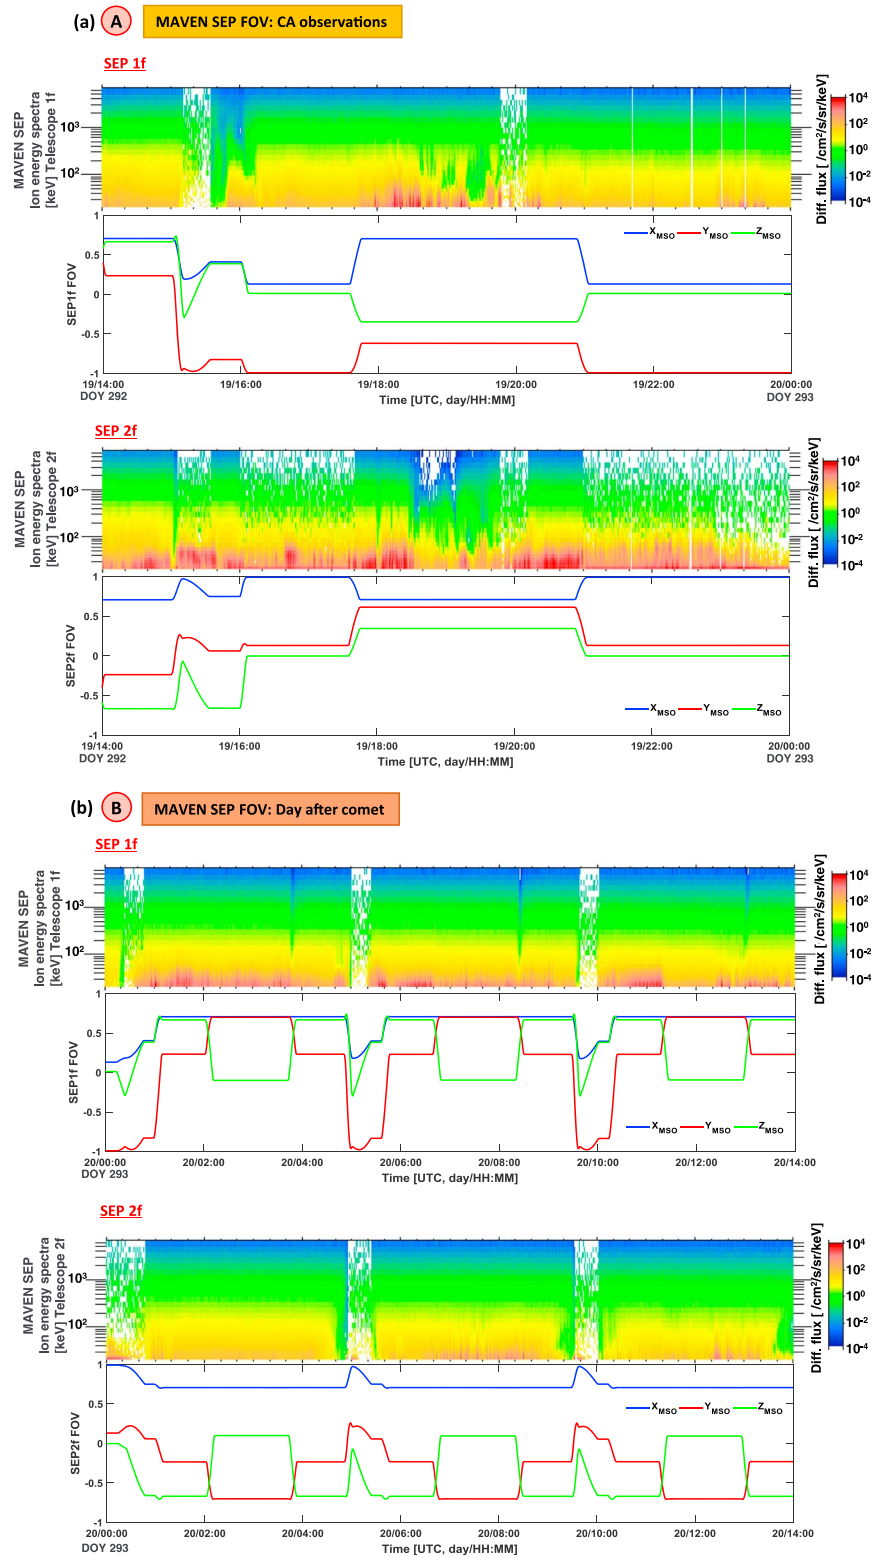 (a) A MAVEN SEP FOV: CA observations
SEP 1f
MAVEN SEP
Ion energy spectra
[keV] Telescope 1f
10³
10²
Diff. flux [ /cm²/s/sr/keV]
10⁴
10²
10⁰
10⁻²
10⁻⁴
SEP1f FOV
1
0.5
0
-0.5
-1
X_MSO Y_MSO Z_MSO
19/14:00 19/16:00 19/18:00 19/20:00 19/22:00 20/00:00
DOY 292 Time [UTC, day/HH:MM] DOY 293
SEP 2f
MAVEN SEP
Ion energy spectra
[keV] Telescope 2f
10³
10²
Diff. flux [ /cm²/s/sr/keV]
10⁴
10²
10⁰
10⁻²
10⁻⁴
SEP2f FOV
1
0.5
0
-0.5
-1
X_MSO Y_MSO Z_MSO
19/14:00 19/16:00 19/18:00 19/20:00 19/22:00 20/00:00
DOY 292 Time [UTC, day/HH:MM] DOY 293
(b) B MAVEN SEP FOV: Day after comet
SEP 1f
MAVEN SEP
Ion energy spectra
[keV] Telescope 1f
10³
10²
Diff. flux [ /cm²/s/sr/keV]
10⁴
10²
10⁰
10⁻²
10⁻⁴
SEP1f FOV
1
0.5
0
-0.5
-1
X_MSO Y_MSO Z_MSO
20/00:00 20/02:00 20/04:00 20/06:00 20/08:00 20/10:00 20/12:00 20/14:00
DOY 293 Time [UTC, day/HH:MM]
SEP 2f
MAVEN SEP
Ion energy spectra
[keV] Telescope 2f
10³
10²
Diff. flux [ /cm²/s/sr/keV]
10⁴
10²
10⁰
10⁻²
10⁻⁴
SEP2f FOV
1
0.5
0
-0.5
-1
X_MSO Y_MSO Z_MSO
20/00:00 20/02:00 20/04:00 20/06:00 20/08:00 20/10:00 20/12:00 20/14:00
DOY 293 Time [UTC, day/HH:MM]